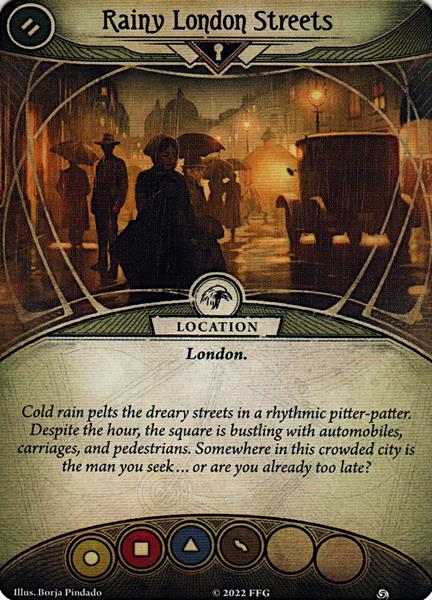 Rainy London Streets
LOCATION
London.
Cold rain pelts the dreary streets in a rhythmic pitter-patter.
Despite the hour, the square is bustling with automobiles,
carriages, and pedestrians. Somewhere in this crowded city is
the man you seek... or are you already too late?
Illus. Borja Pindado
© 2022 FFG